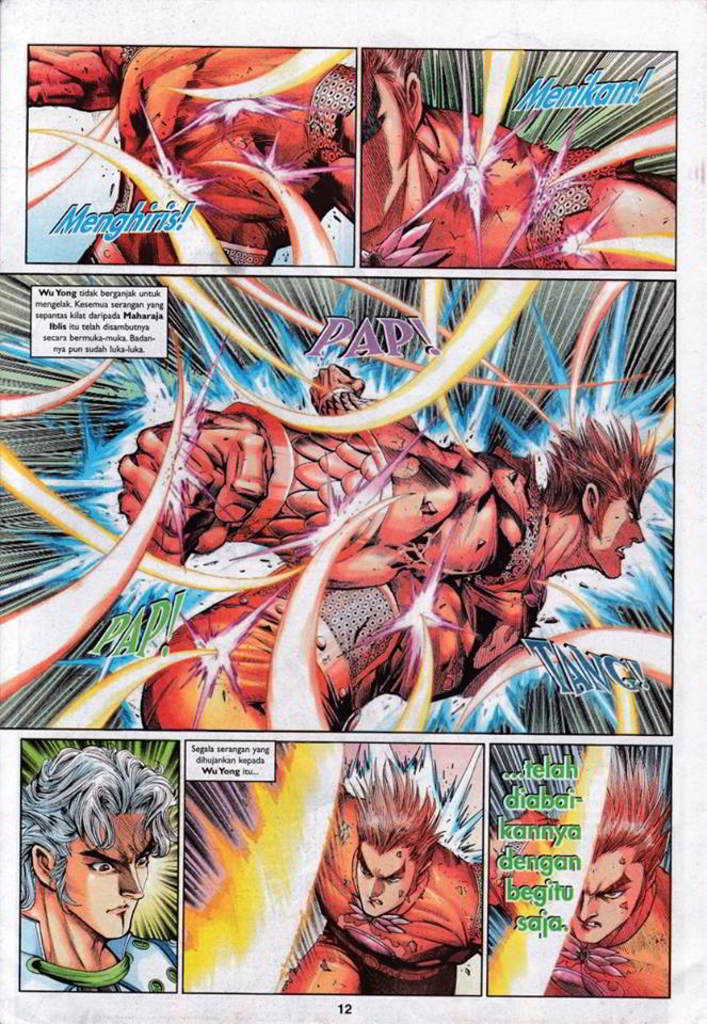 Menghiris!
Menikam!
Wu Yong tidak berganjak untuk
mengelak. Kesemua serangan yang
sepantas kilat daripada Maharaja
Iblis itu telah disambutnya
secara bermuka-muka. Badan-
nya pun sudah luka-luka.
PAP!
PAP!
TANG!
Segala serangan yang
dihujankan kepada
Wu Yong itu...
...telah
diabai-
kannya
dengan
begitu
saja.
12